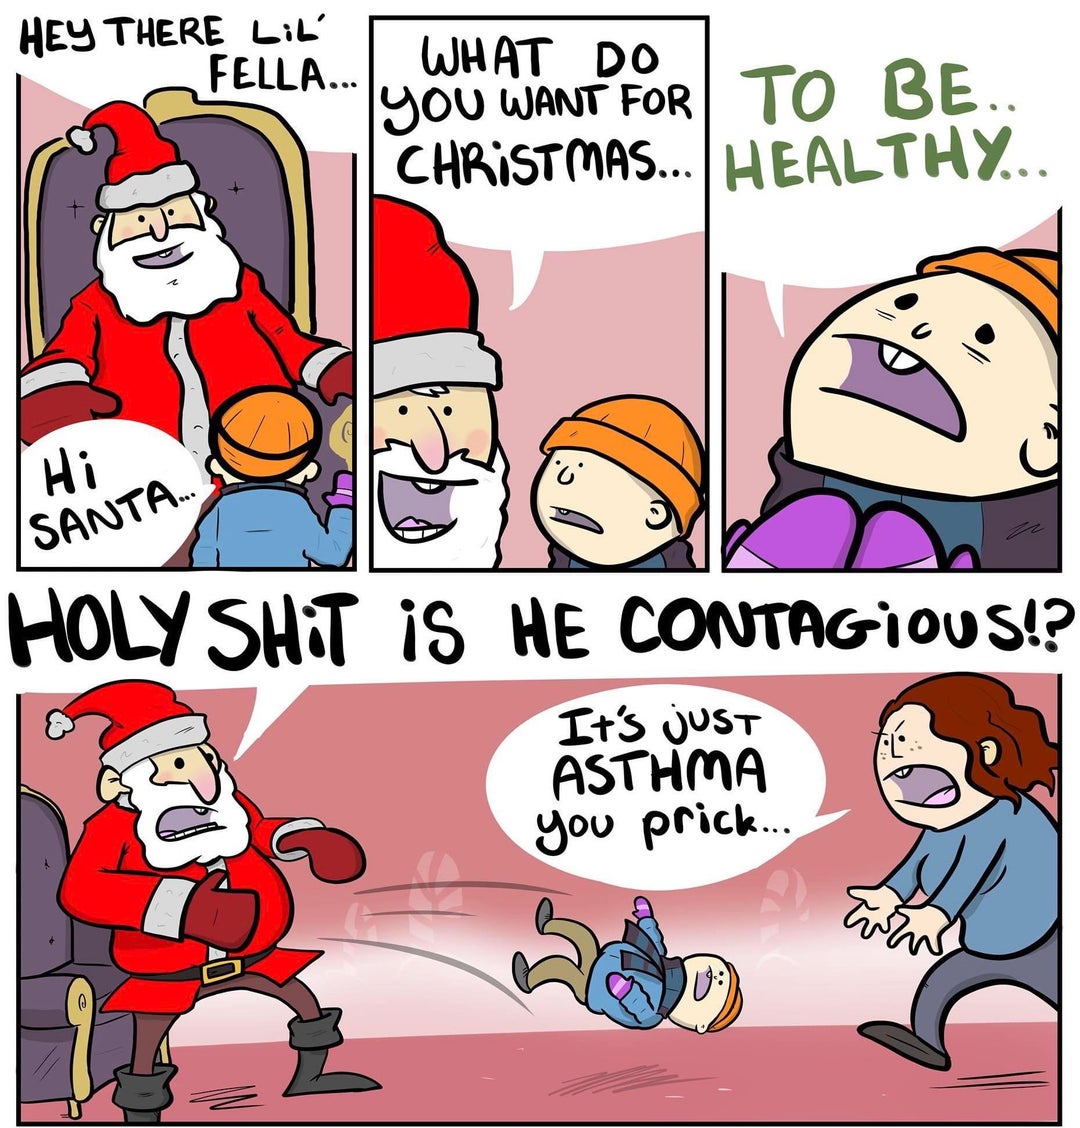 HEY THERE LiL'
FELLA...
Hi
SANTA...
WHAT DO
YOU WANT FOR
CHRiSTMAS...
TO BE..
HEALTHY...
HOLY SHiT iS HE CONTAGiOUS!?
It's JUST
ASTHMA
you prick...